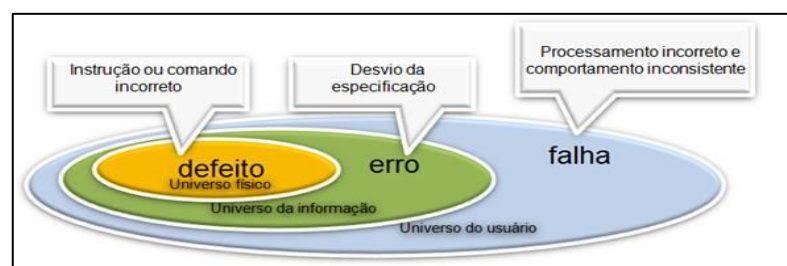 Instrução ou comando
incorreto
Desvio da
especificação
Processamento incorreto e
comportamento inconsistente
defeito
Universo físico
erro
Universo da informação
falha
Universo do usuário